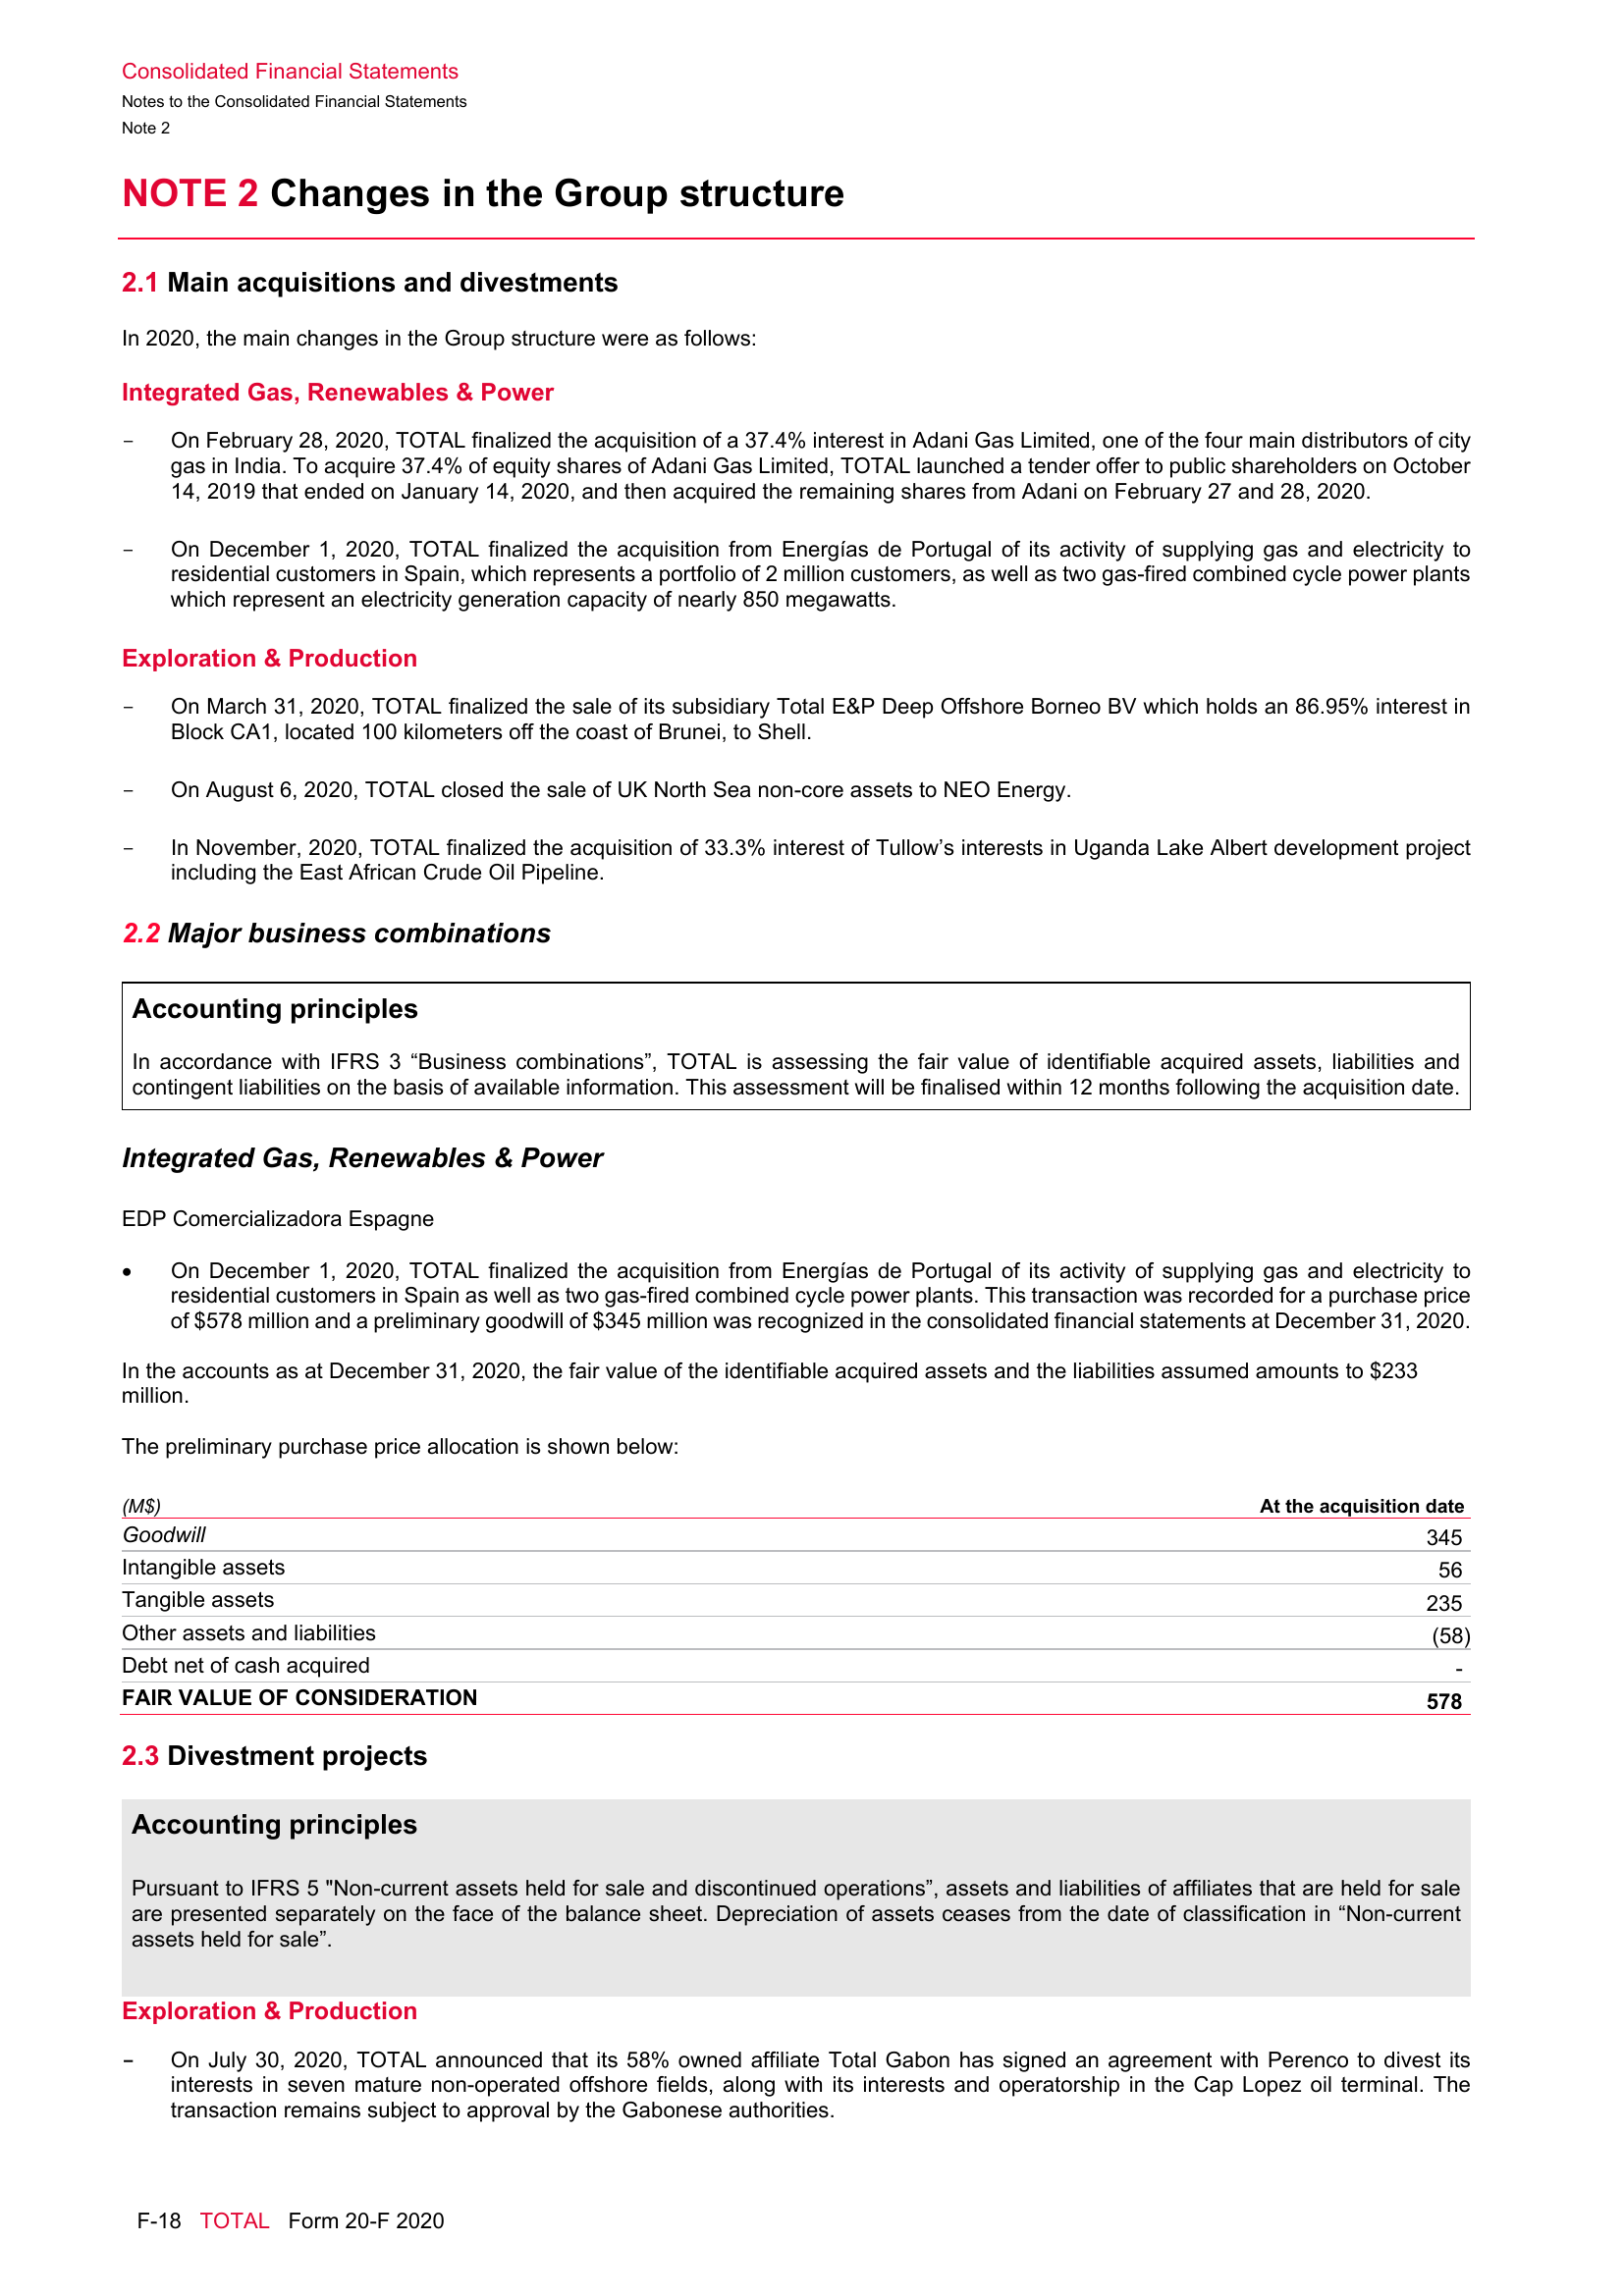 Consolidated Financial Statements
Notes to the Consolidated Financial Statements
Note 2
NOTE 2 Changes in the Group structure
2.1 Main acquisitions and divestments
In 2020, the main changes in the Group structure were as follows:
Integrated Gas, Renewables & Power
- On February 28, 2020, TOTAL finalized the acquisition of a 37.4% interest in Adani Gas Limited, one of the four main distributors of city
gas in India. To acquire 37.4% of equity shares of Adani Gas Limited, TOTAL launched a tender offer to public shareholders on October
14, 2019 that ended on January 14, 2020, and then acquired the remaining shares from Adani on February 27 and 28, 2020.
- On December 1, 2020, TOTAL finalized the acquisition from Energías de Portugal of its activity of supplying gas and electricity to
residential customers in Spain, which represents a portfolio of 2 million customers, as well as two gas-fired combined cycle power plants
which represent an electricity generation capacity of nearly 850 megawatts.
Exploration & Production
- On March 31, 2020, TOTAL finalized the sale of its subsidiary Total E&P Deep Offshore Borneo BV which holds an 86.95% interest in
Block CA1, located 100 kilometers off the coast of Brunei, to Shell.
- On August 6, 2020, TOTAL closed the sale of UK North Sea non-core assets to NEO Energy.
- In November, 2020, TOTAL finalized the acquisition of 33.3% interest of Tullow’s interests in Uganda Lake Albert development project
including the East African Crude Oil Pipeline.
2.2 Major business combinations
Accounting principles
In accordance with IFRS 3 “Business combinations”, TOTAL is assessing the fair value of identifiable acquired assets, liabilities and
contingent liabilities on the basis of available information. This assessment will be finalised within 12 months following the acquisition date.
Integrated Gas, Renewables & Power
EDP Comercializadora Espagne
• On December 1, 2020, TOTAL finalized the acquisition from Energías de Portugal of its activity of supplying gas and electricity to
residential customers in Spain as well as two gas-fired combined cycle power plants. This transaction was recorded for a purchase price
of $578 million and a preliminary goodwill of $345 million was recognized in the consolidated financial statements at December 31, 2020.
In the accounts as at December 31, 2020, the fair value of the identifiable acquired assets and the liabilities assumed amounts to $233
million.
The preliminary purchase price allocation is shown below:
(M$) At the acquisition date
Goodwill 345
Intangible assets 56
Tangible assets 235
Other assets and liabilities (58)
Debt net of cash acquired -
FAIR VALUE OF CONSIDERATION 578
2.3 Divestment projects
Accounting principles
Pursuant to IFRS 5 "Non-current assets held for sale and discontinued operations”, assets and liabilities of affiliates that are held for sale
are presented separately on the face of the balance sheet. Depreciation of assets ceases from the date of classification in “Non-current
assets held for sale”.
Exploration & Production
- On July 30, 2020, TOTAL announced that its 58% owned affiliate Total Gabon has signed an agreement with Perenco to divest its
interests in seven mature non-operated offshore fields, along with its interests and operatorship in the Cap Lopez oil terminal. The
transaction remains subject to approval by the Gabonese authorities.
F-18 TOTAL Form 20-F 2020